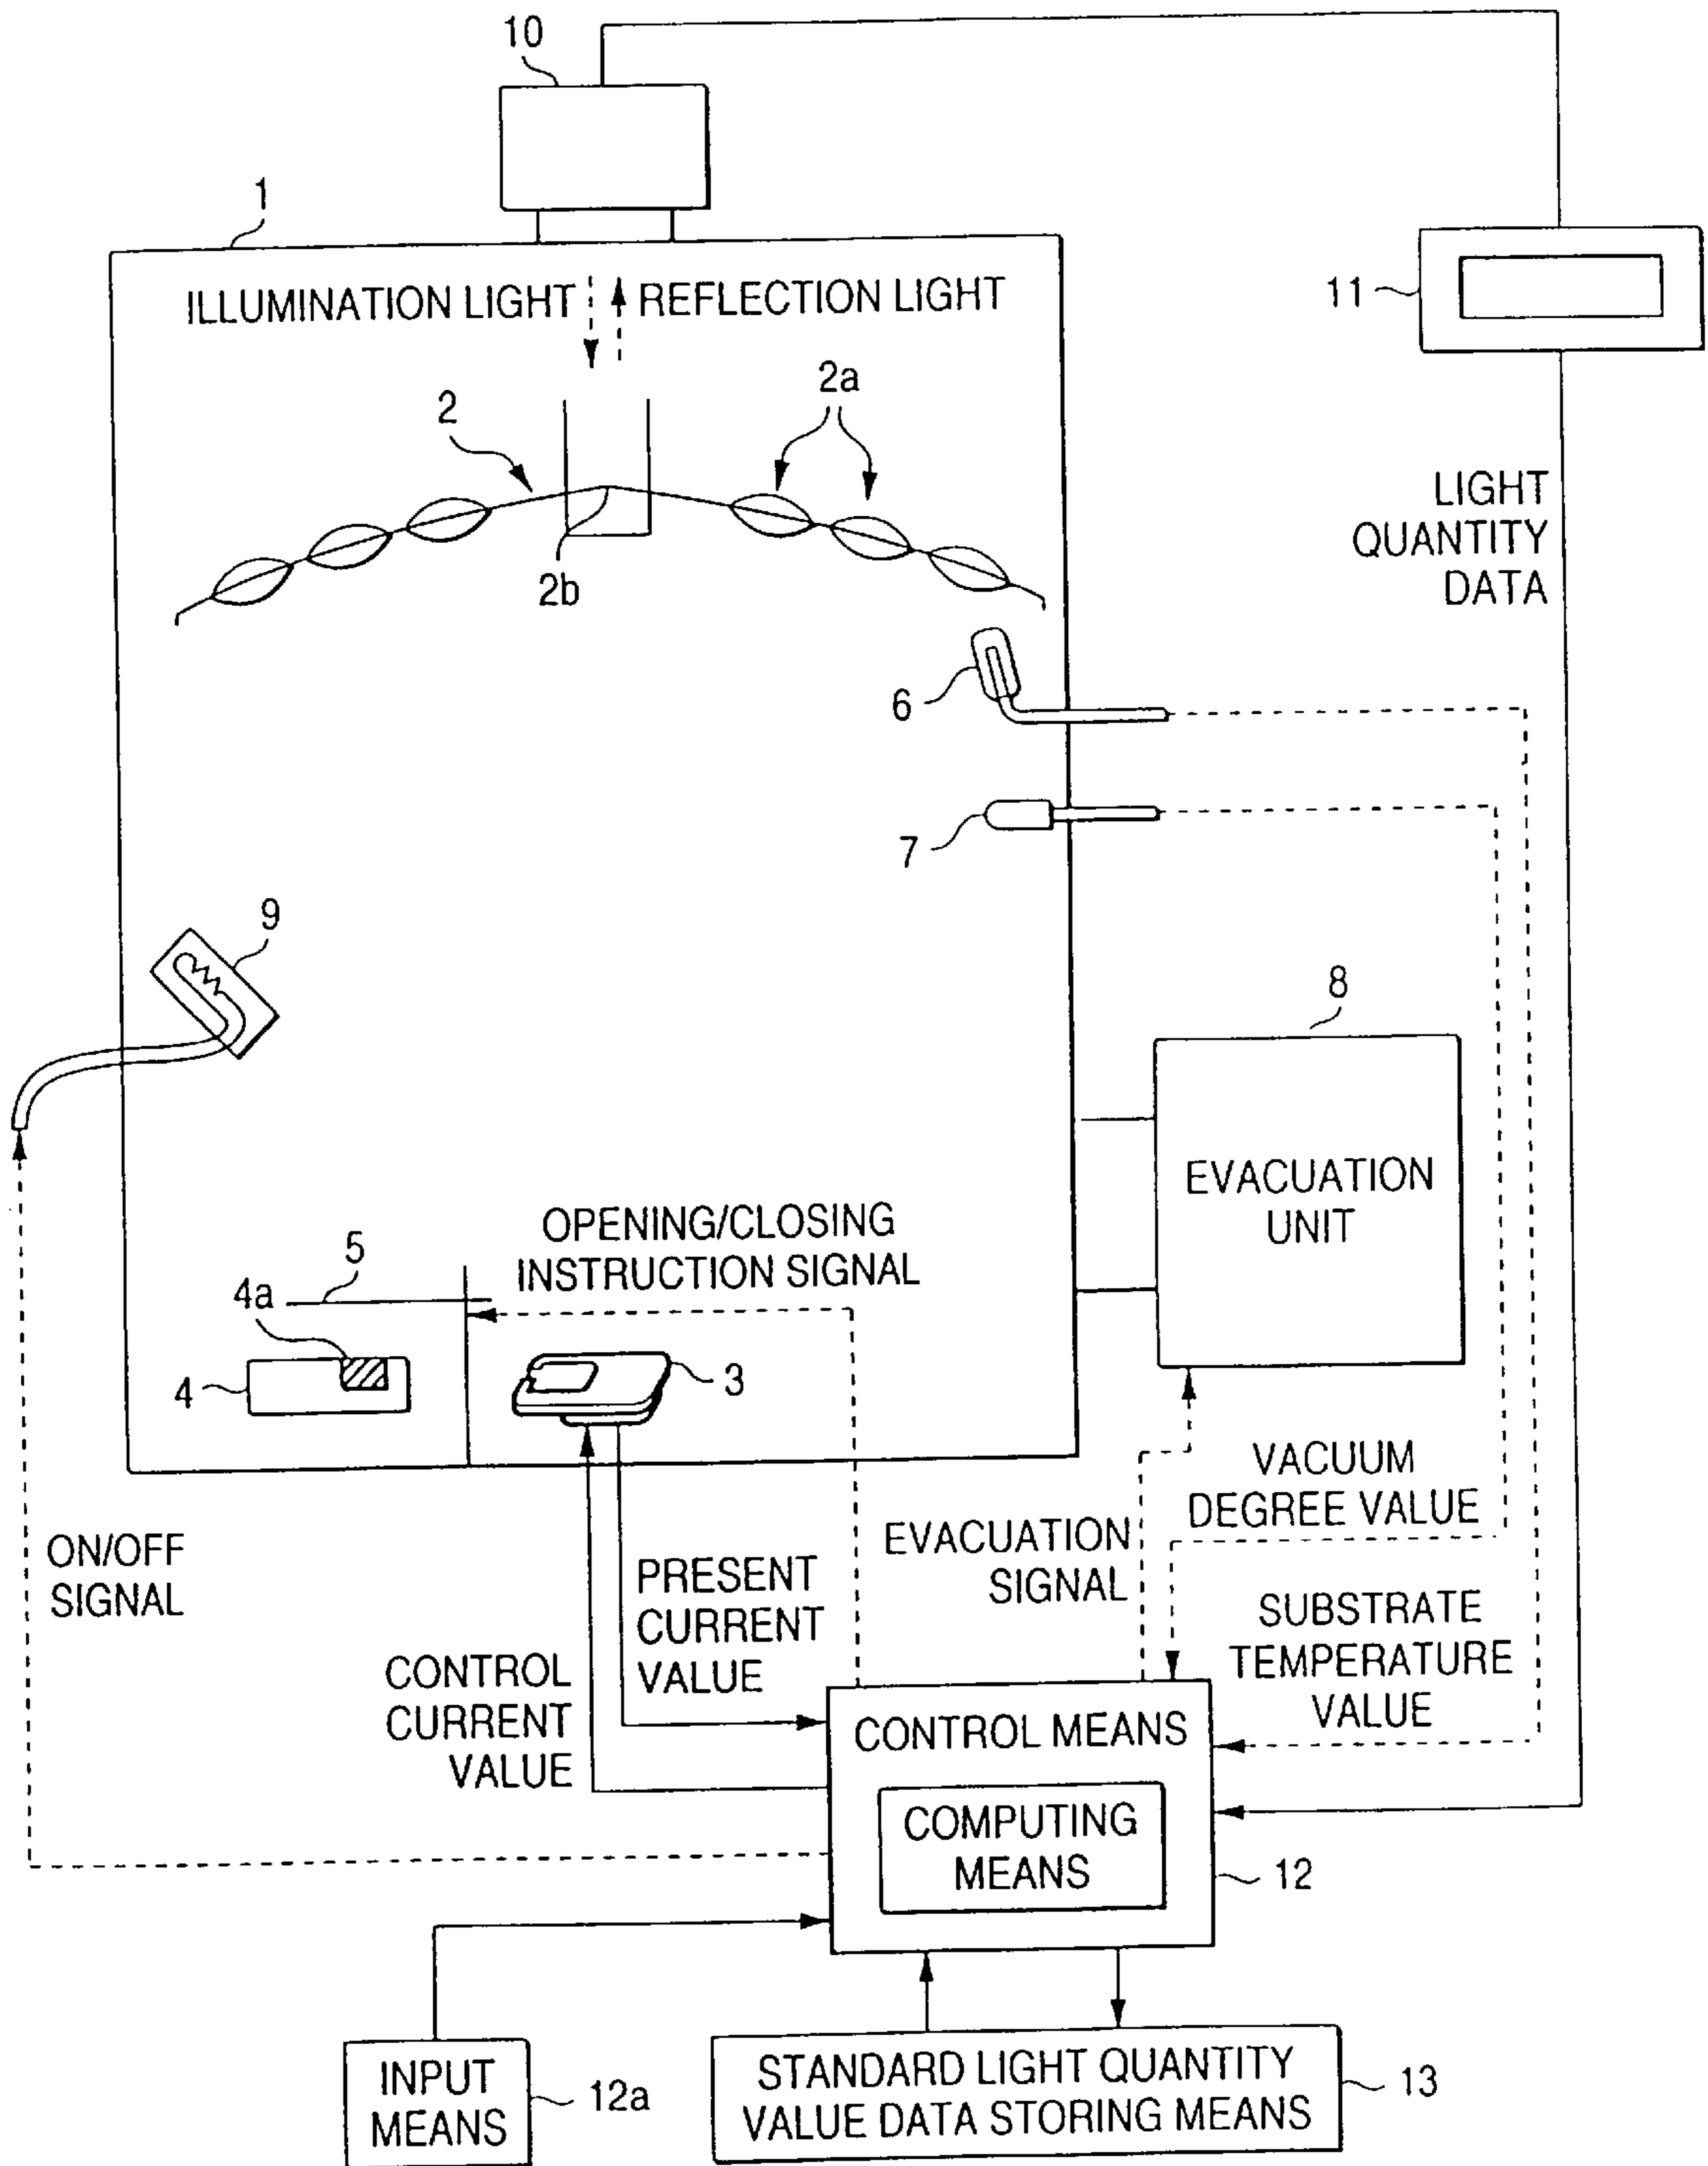 10
1
ILLUMINATION LIGHT
REFLECTION LIGHT
11
2
2a
2b
LIGHT
QUANTITY
DATA
6
7
9
8
EVACUATION
UNIT
OPENING/CLOSING
INSTRUCTION SIGNAL
5
4a
4
3
ON/OFF
SIGNAL
VACUUM
DEGREE VALUE
EVACUATION
SIGNAL
PRESENT
CURRENT
VALUE
CONTROL
CURRENT
VALUE
SUBSTRATE
TEMPERATURE
VALUE
CONTROL MEANS
COMPUTING
MEANS
12
INPUT
MEANS
12a
STANDARD LIGHT QUANTITY
VALUE DATA STORING MEANS
13